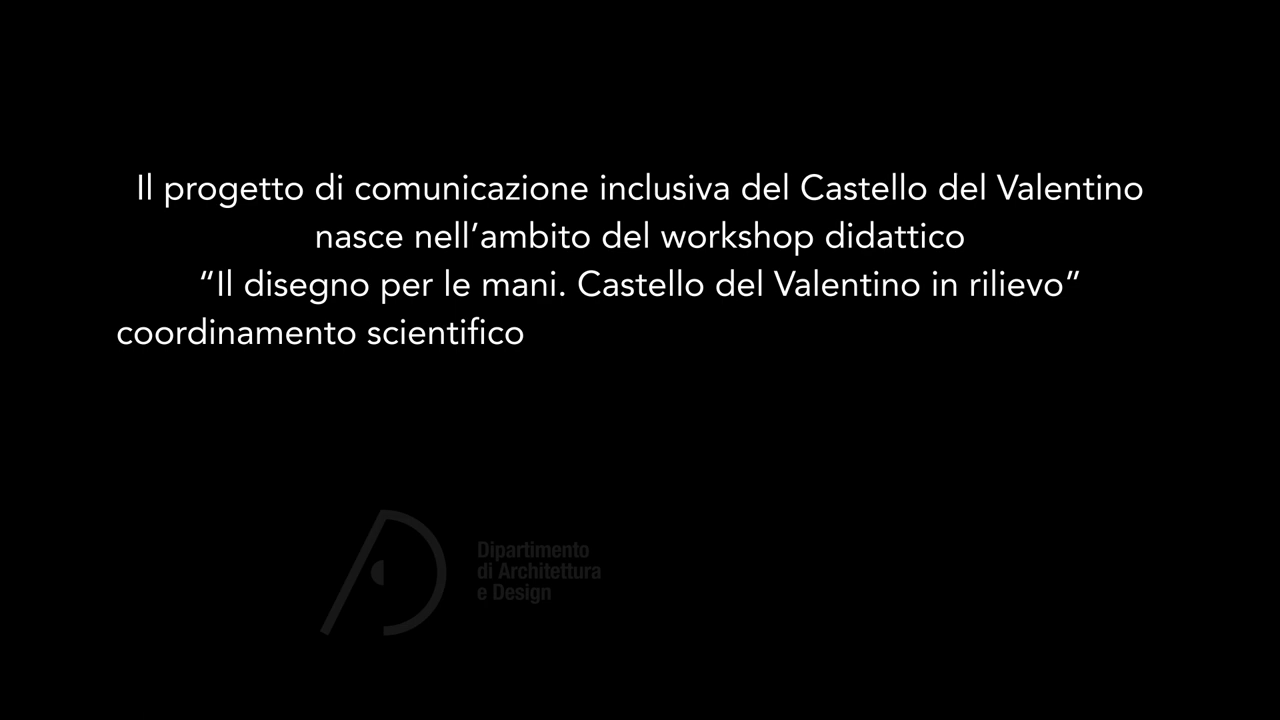 Il progetto di comunicazione inclusiva del Castello del Valentino
nasce nell’ambito del workshop didattico
“Il disegno per le mani. Castello del Valentino in rilievo”
coordinamento scientifico
Dipartimento
di Architettura
e Design